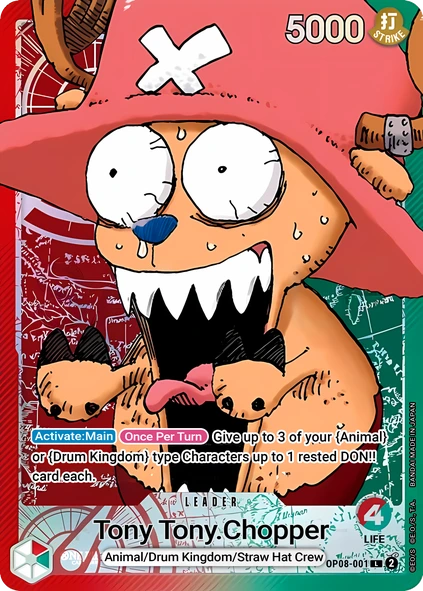 5000
打
STRIKE
Activate:Main Once Per Turn Give up to 3 of your {Animal}
or {Drum Kingdom} type Characters up to 1 rested DON!!
card each.
LEADER
Tony Tony.Chopper
4
LIFE
Animal/Drum Kingdom/Straw Hat Crew
OP08-001 L 2
©E.O./S. ©E.O./S.,T.A. BANDAI MADE IN JAPAN